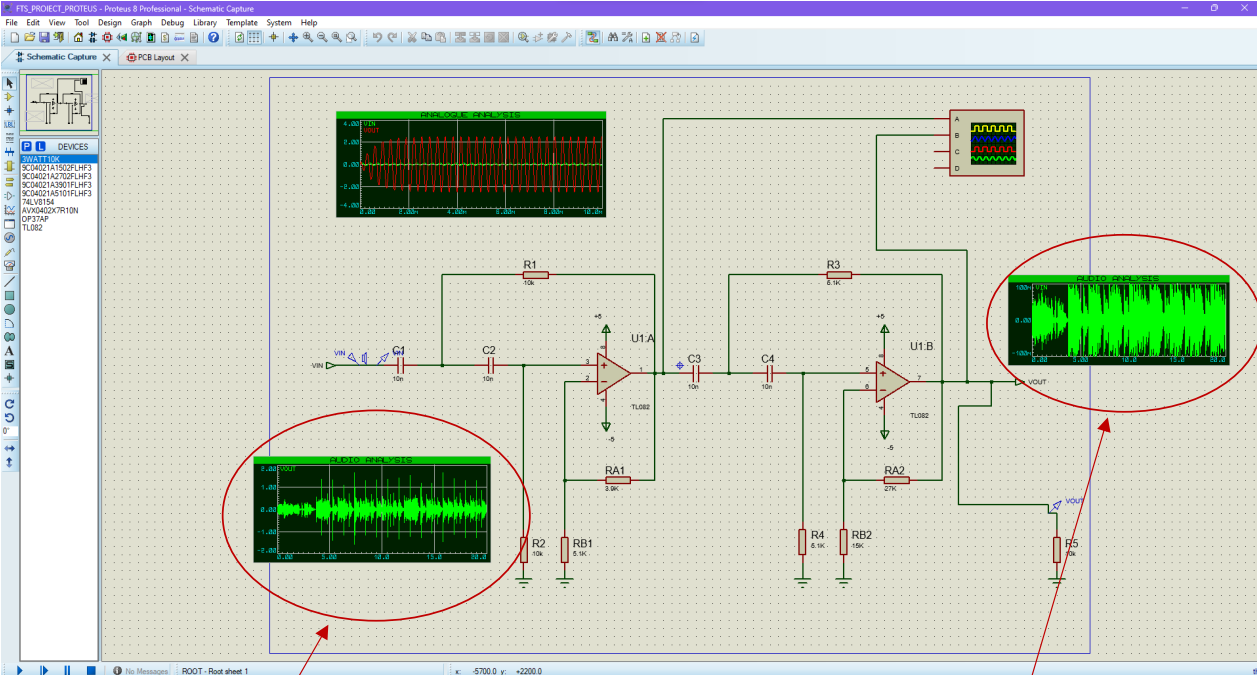 FTS_PROIECT_PROTEUS - Proteus 8 Professional - Schematic Capture
File Edit View Tool Design Graph Debug Library Template System Help
Schematic Capture
PCB Layout
P L DEVICES
3WATT10K
9C04021A1502FLHF3
9C04021A2702FLHF3
9C04021A3901FLHF3
9C04021A5101FLHF3
74LV8154
AVX0402X7R10N
OP37AP
TL082
LBL
A
0°
ANALOGUE ANALYSIS
4.00
VIN
VOUT
2.00
0.00
-2.00
-4.00
0.00 2.00m 4.00m 6.00m 8.00m 10.0m
A
B
C
D
R1
10k
R3
5.1K
VIN
VIN
C1
10n
C2
10n
+5
8
U1:A
3
2
1
4
TL082
-5
C3
10n
C4
10n
+5
8
U1:B
5
6
7
4
TL082
-5
VOUT
AUDIO ANALYSIS
100m VIN
0.00
-100m
0.00 5.00 10.0 15.0 20.0
AUDIO ANALYSIS
2.00 VOUT
1.00
0.00
-1.00
-2.00
0.00 5.00 10.0 15.0 20.0
RA1
3.9K
RA2
27K
R2
10k
RB1
5.1K
R4
5.1K
RB2
15K
VOUT
R5
10k
No Messages
ROOT - Root sheet 1
x: -5700.0 y: +2200.0